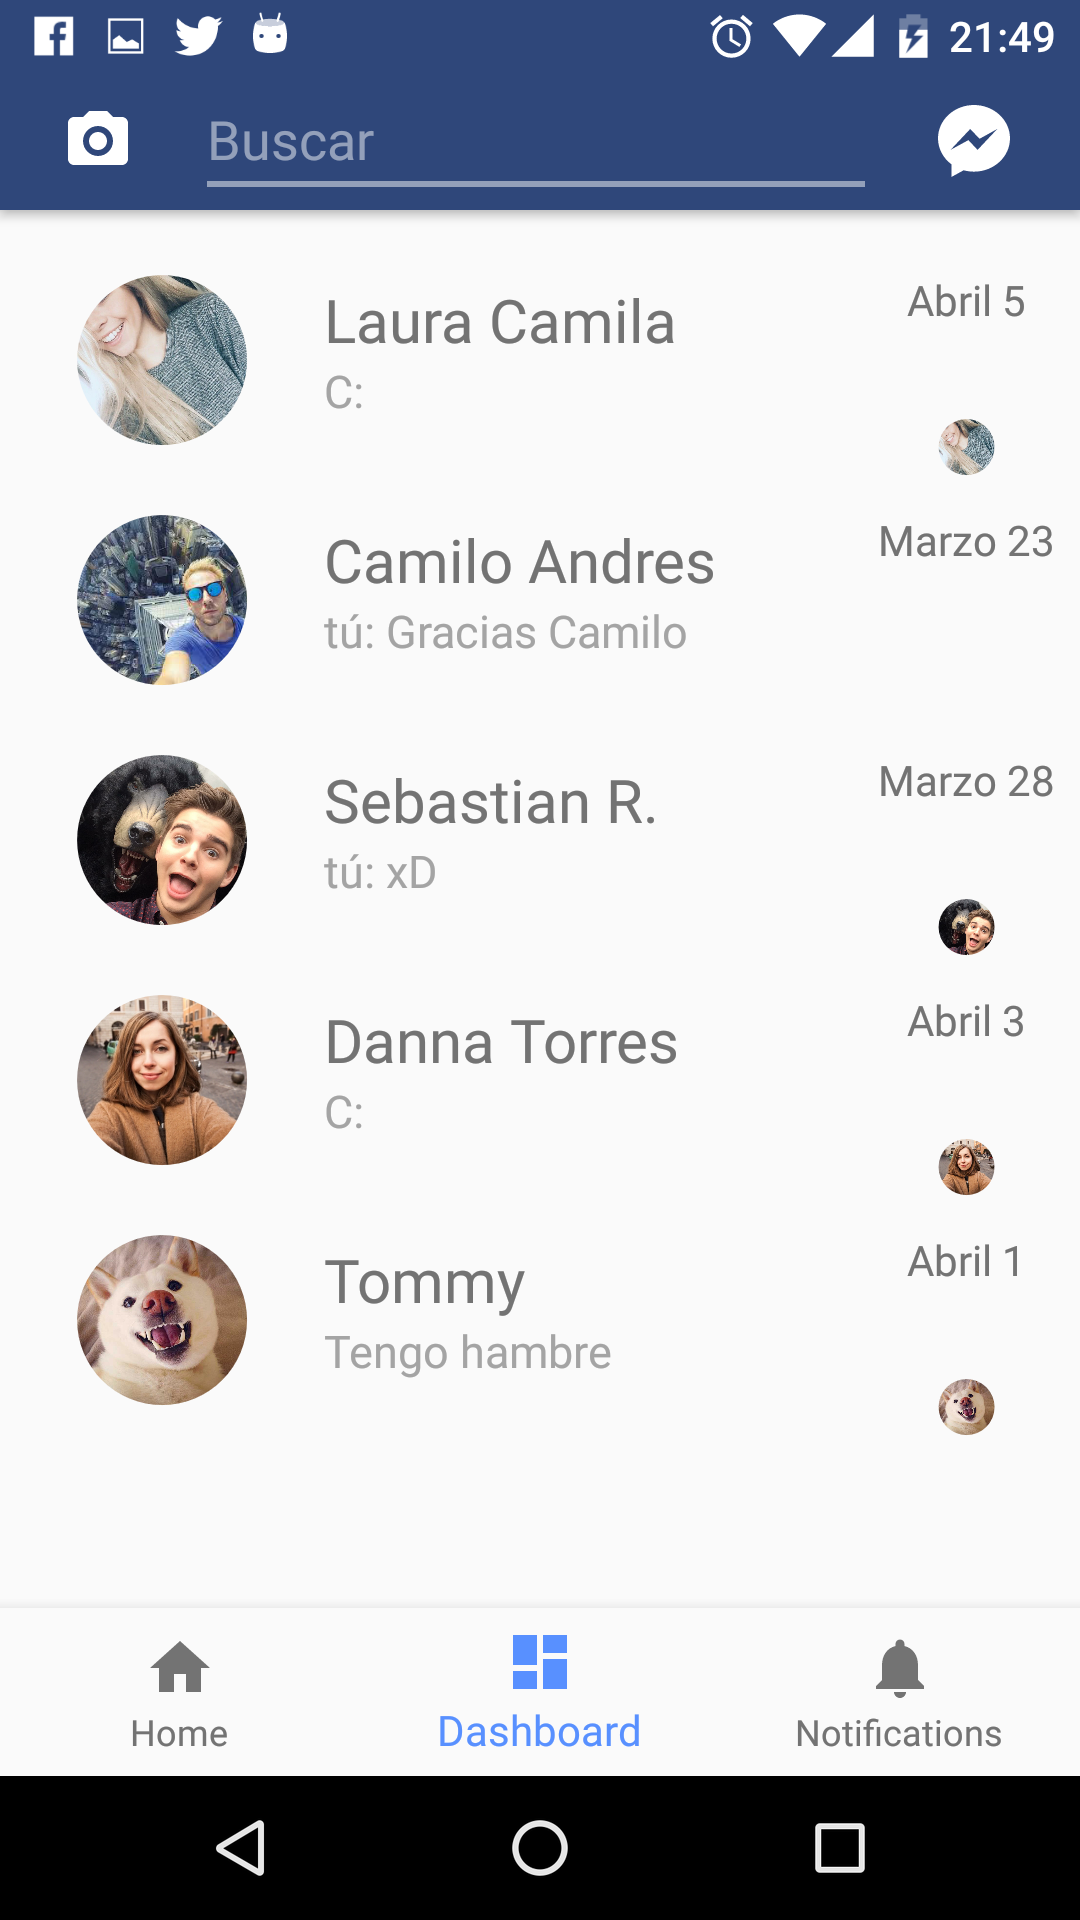 21:49
Buscar
Laura Camila
Abril 5
C:
Camilo Andres
Marzo 23
tú: Gracias Camilo
Sebastian R.
Marzo 28
tú: xD
Danna Torres
Abril 3
C:
Tommy
Abril 1
Tengo hambre
Home
Dashboard
Notifications